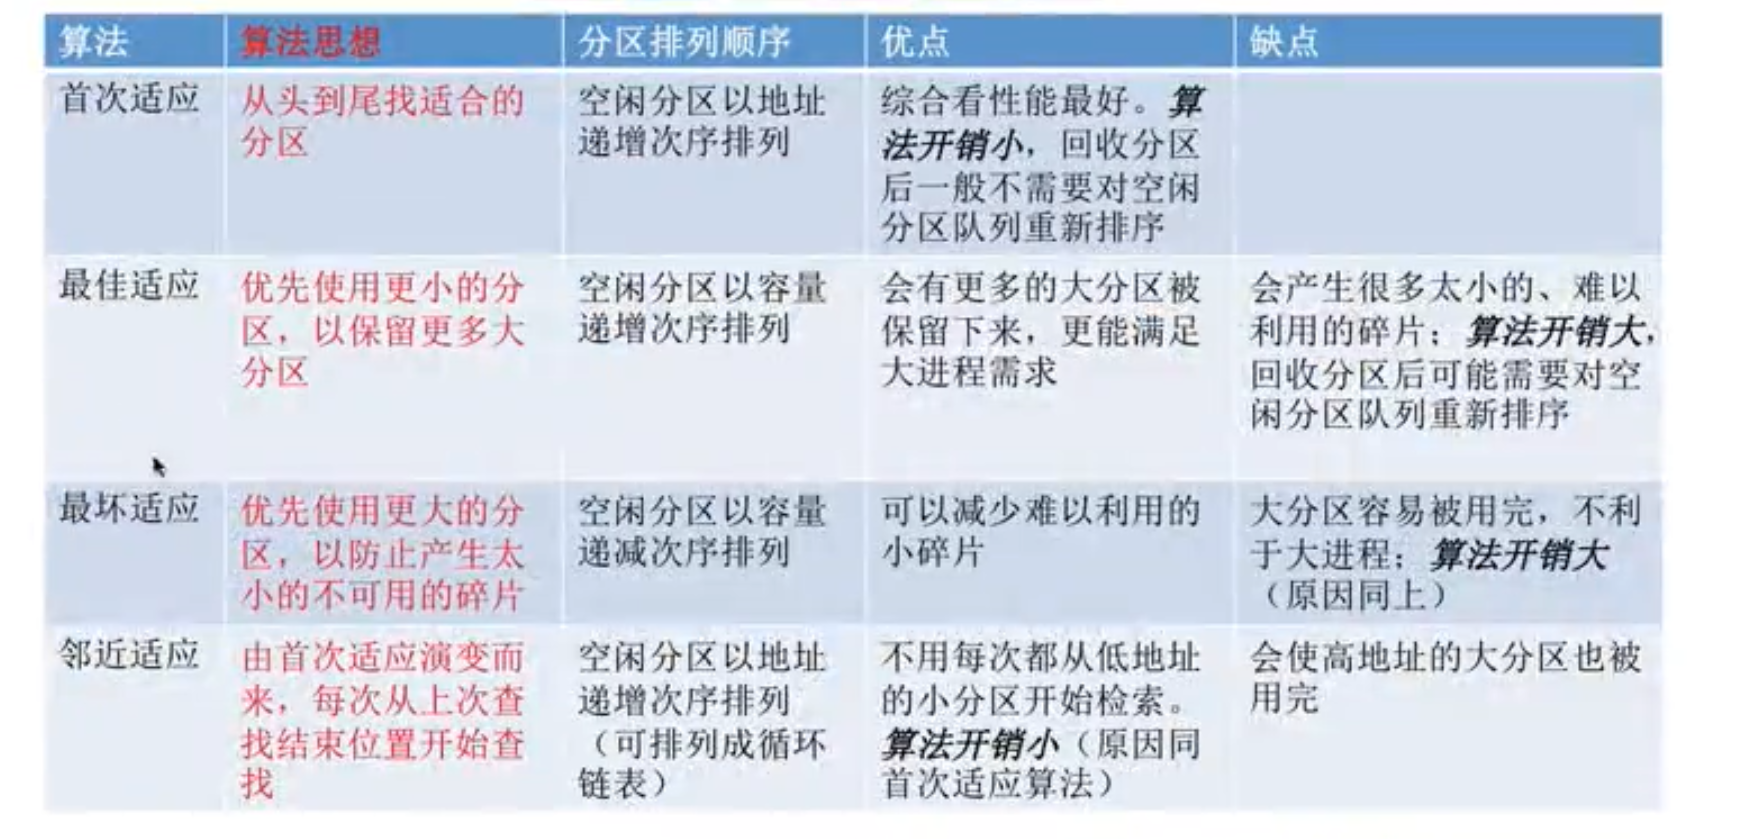 算法
算法思想
分区排列顺序
优点
缺点
首次适应
从头到尾找适合的
分区
空闲分区以地址
递增次序排列
综合看性能最好。算
法开销小，回收分区
后一般不需要对空闲
分区队列重新排序
最佳适应
优先使用更小的分
区，以保留更多大
分区
空闲分区以容量
递增次序排列
会有更多的大分区被
保留下来，更能满足
大进程需求
会产生很多太小的、难以
利用的碎片；算法开销大，
回收分区后可能需要对空
闲分区队列重新排序
最坏适应
优先使用更大的分
区，以防止产生太
小的不可用的碎片
空闲分区以容量
递减次序排列
可以减少难以利用的
小碎片
大分区容易被用完，不利
于大进程；算法开销大
（原因同上）
邻近适应
由首次适应演变而
来，每次从上次查
找结束位置开始查
找
空闲分区以地址
递增次序排列
（可排列成循环
链表）
不用每次都从低地址
的小分区开始检索。
算法开销小（原因同
首次适应算法）
会使高地址的大分区也被
用完